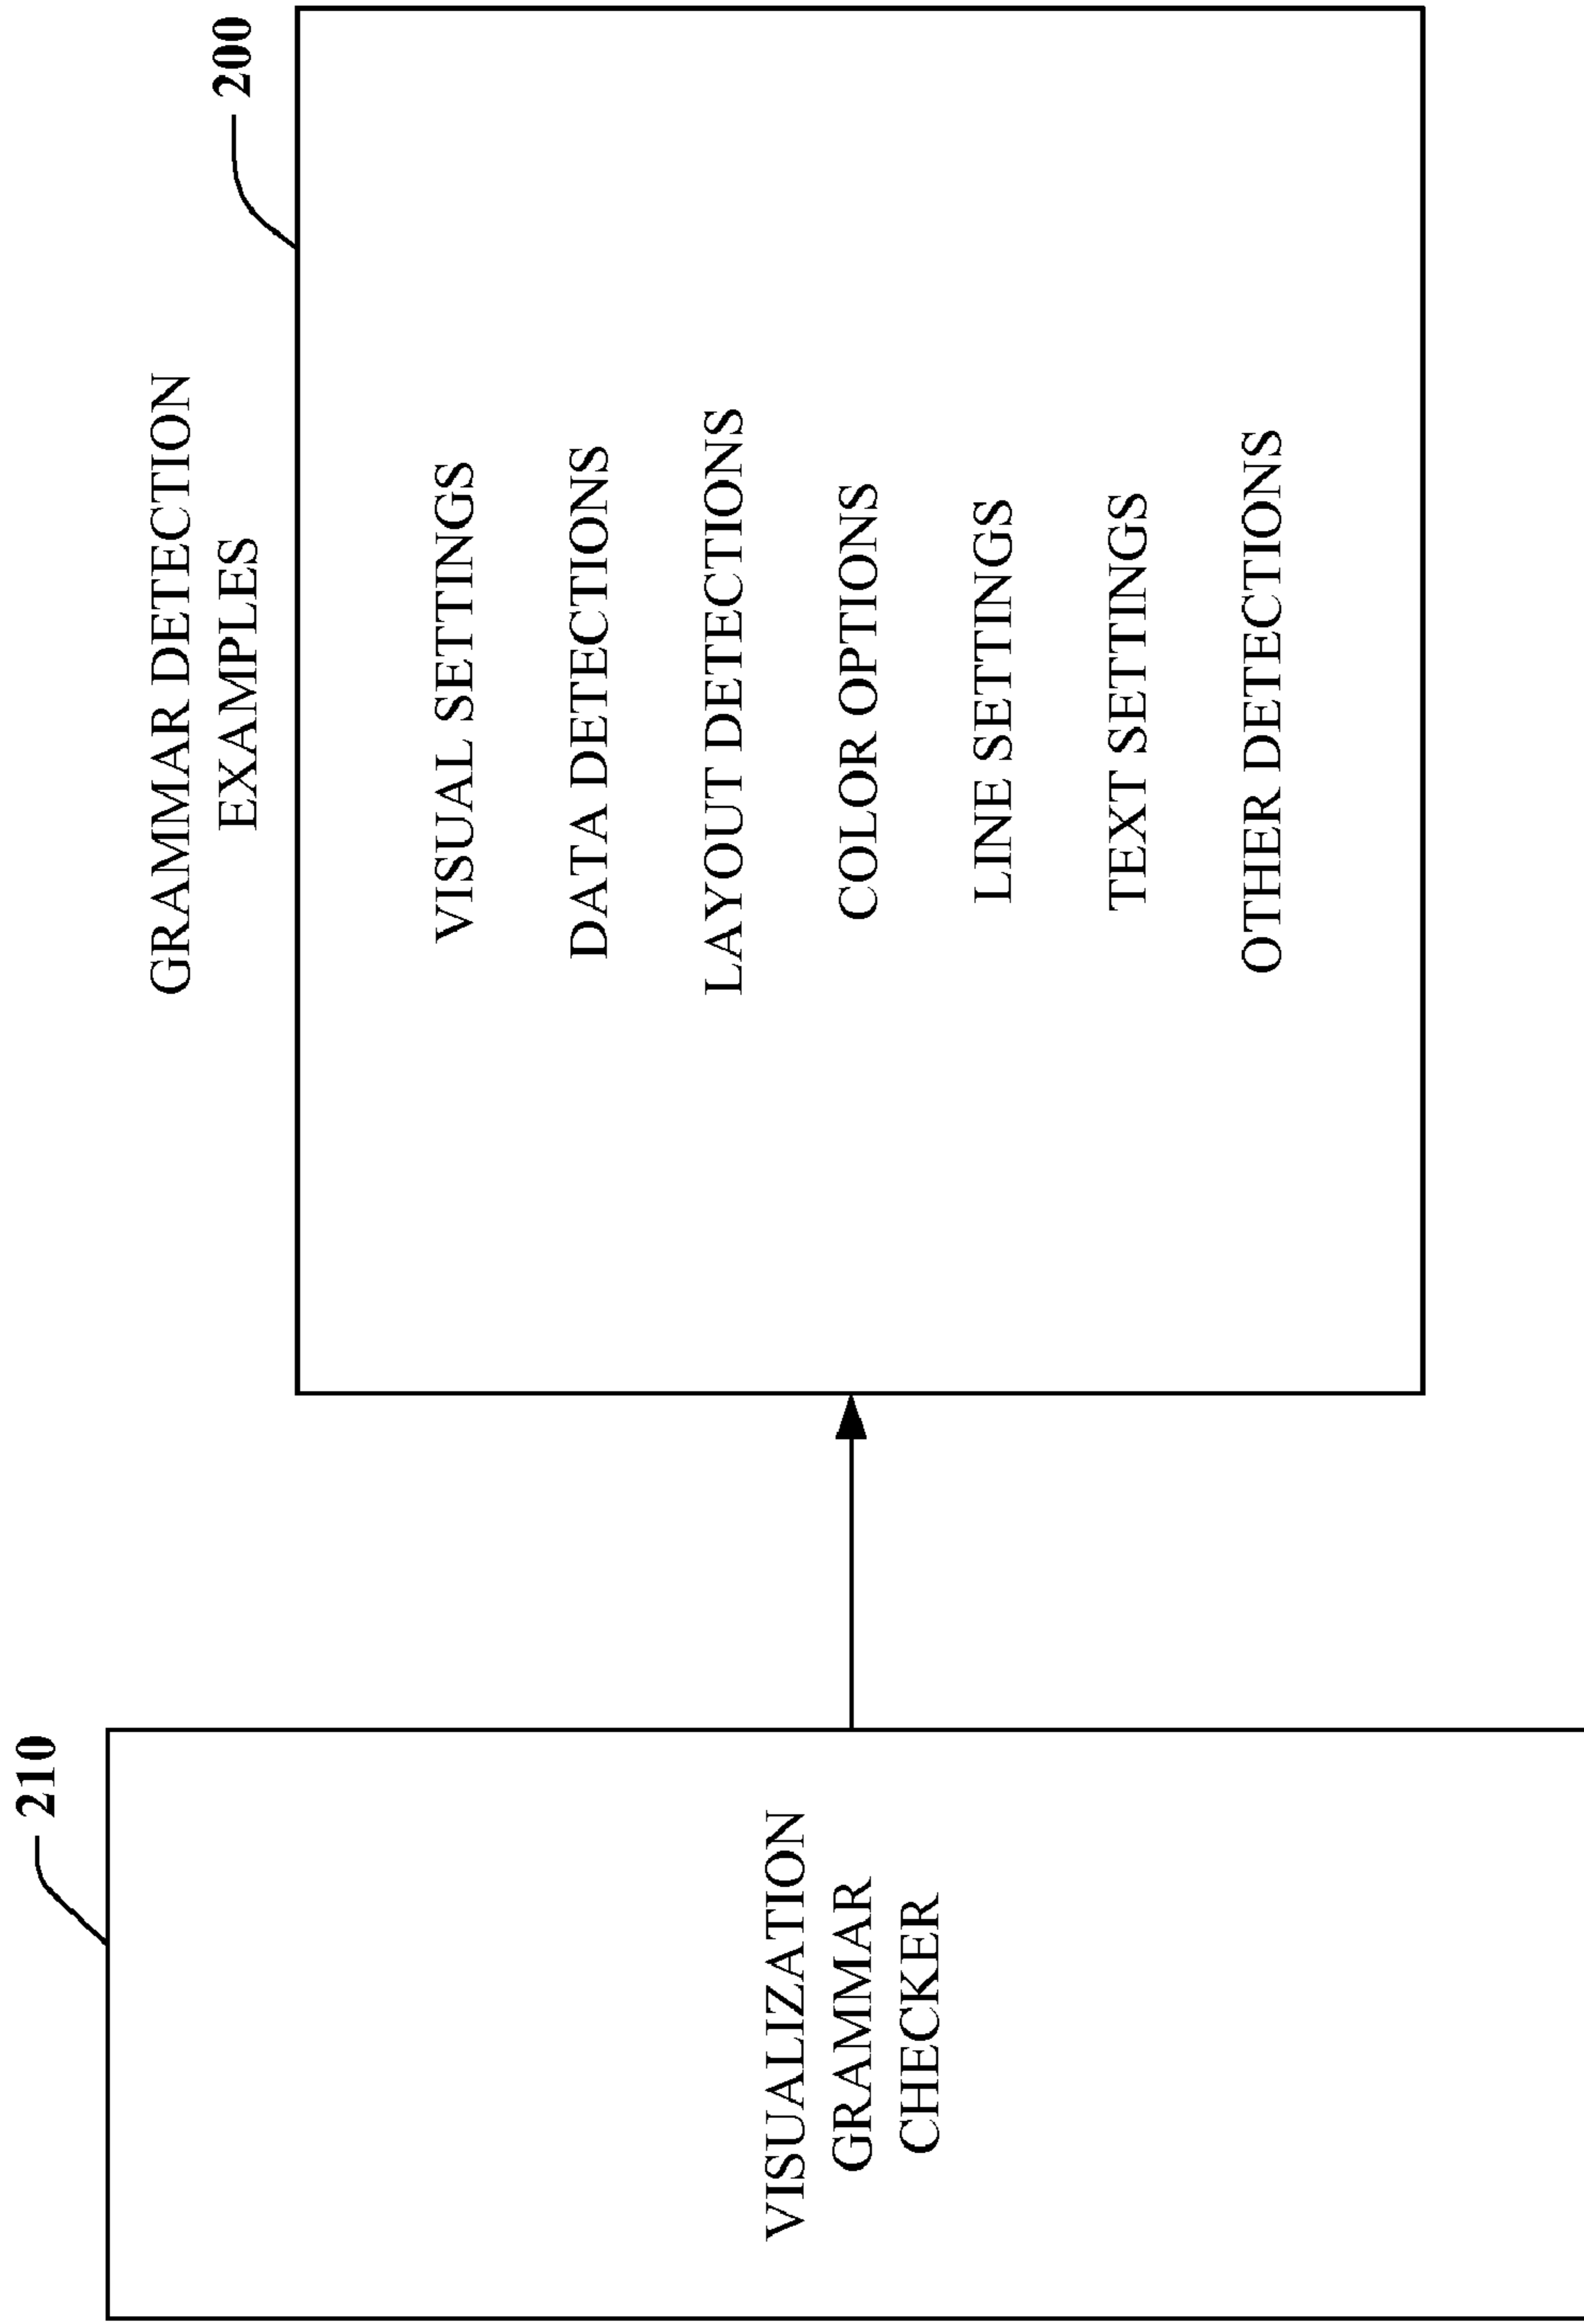 210
VISUALIZATION
GRAMMAR
CHECKER
GRAMMAR DETECTION
EXAMPLES
200
VISUAL SETTINGS
DATA DETECTIONS
LAYOUT DETECTIONS
COLOR OPTIONS
LINE SETTINGS
TEXT SETTINGS
OTHER DETECTIONS